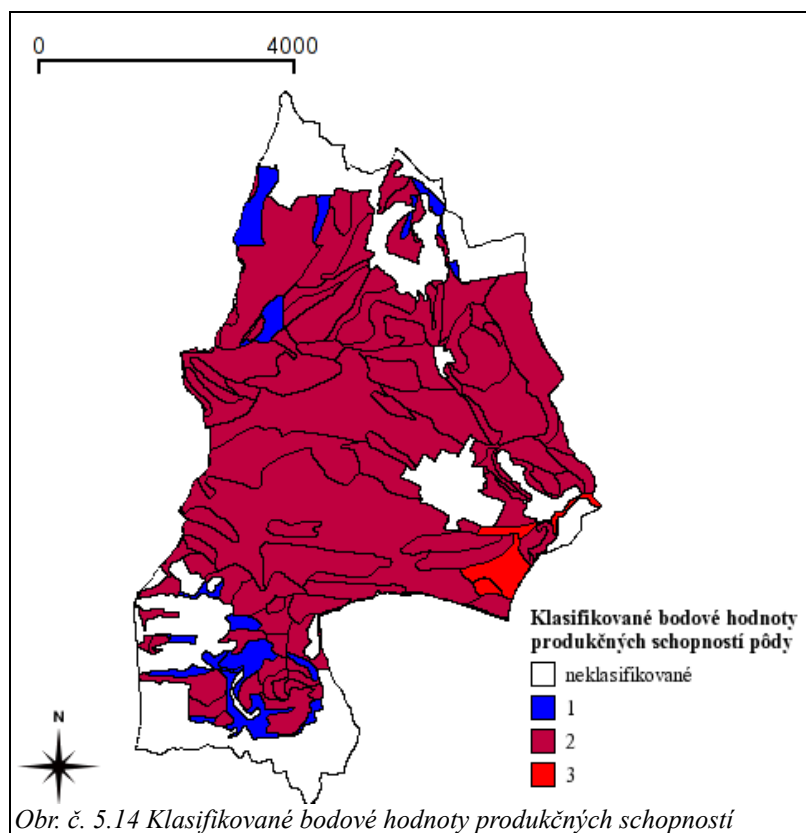 0 4000
Klasifikované bodové hodnoty
produkčných schopností pôdy
neklasifikované
1
2
3
N
Obr. č. 5.14 Klasifikované bodové hodnoty produkčných schopností